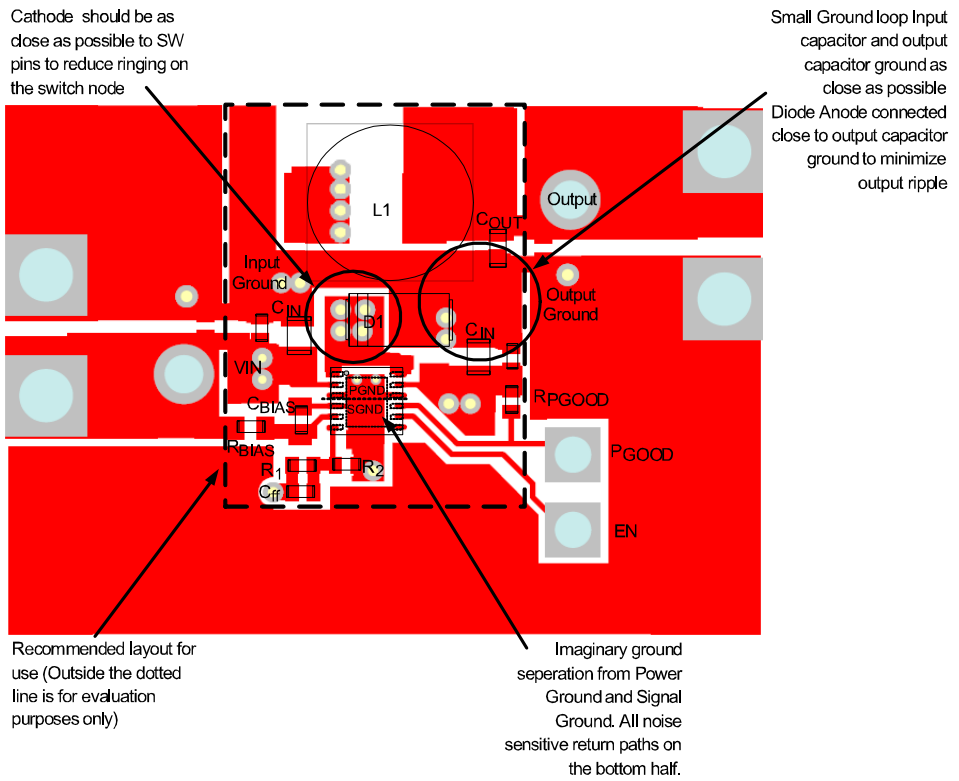 Cathode should be as
close as possible to SW
pins to reduce ringing on
the switch node
Small Ground loop Input
capacitor and output
capacitor ground as
close as possible
Diode Anode connected
close to output capacitor
ground to minimize
output ripple
L1
Output
COUT
Input
Ground
Output
Ground
CIN
D1
CIN
VIN
PGND
SGND
CBIAS
RPGOOD
RBIAS
R1
R2
PGOOD
Cff
EN
Recommended layout for
use (Outside the dotted
line is for evaluation
purposes only)
Imaginary ground
seperation from Power
Ground and Signal
Ground. All noise
sensitive return paths on
the bottom half.